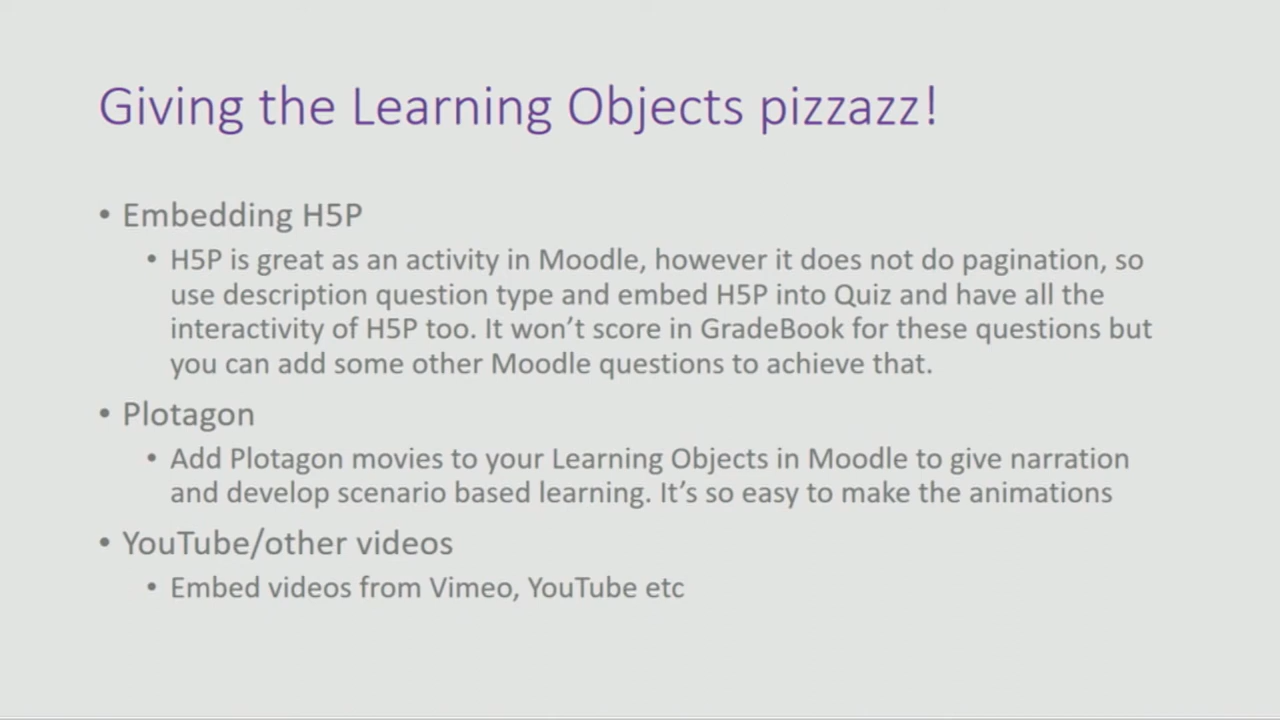 Giving the Learning Objects pizzazz!
• Embedding H5P
• H5P is great as an activity in Moodle, however it does not do pagination, so
use description question type and embed H5P into Quiz and have all the
interactivity of H5P too. It won’t score in GradeBook for these questions but
you can add some other Moodle questions to achieve that.
• Plotagon
• Add Plotagon movies to your Learning Objects in Moodle to give narration
and develop scenario based learning. It’s so easy to make the animations
• YouTube/other videos
• Embed videos from Vimeo, YouTube etc